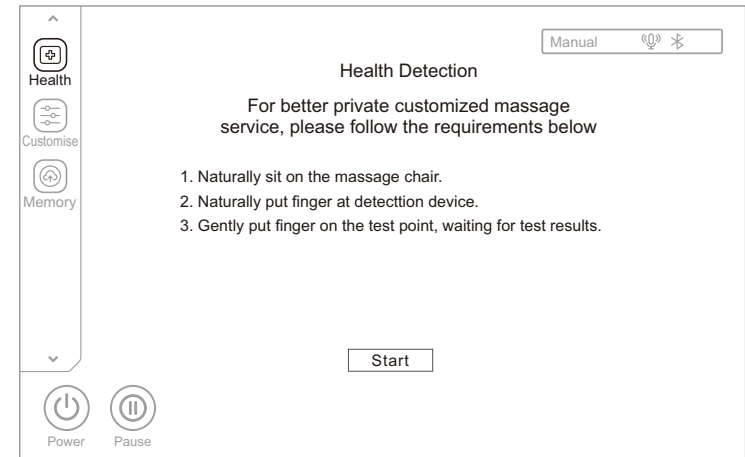 Manual
Health
Customise
Memory
Health Detection
For better private customized massage
service, please follow the requirements below
1. Naturally sit on the massage chair.
2. Naturally put finger at detecttion device.
3. Gently put finger on the test point, waiting for test results.
Start
Power
Pause